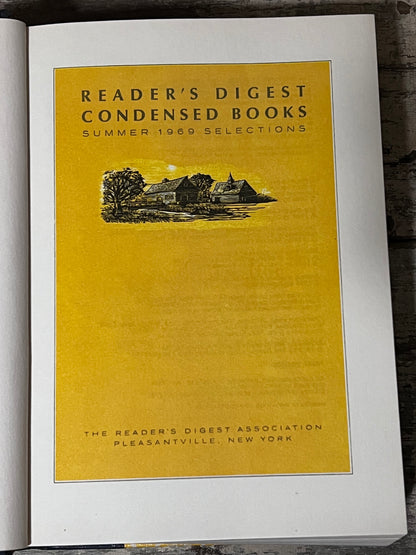 READER'S DIGEST
CONDENSED BOOKS
SUMMER 1969 SELECTIONS
THE READER'S DIGEST ASSOCIATION
PLEASANTVILLE, NEW YORK